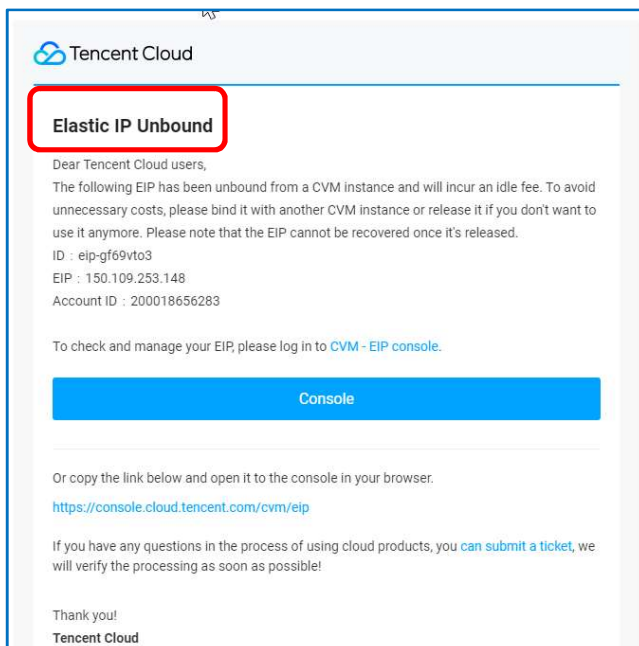 Tencent Cloud
Elastic IP Unbound
Dear Tencent Cloud users,
The following EIP has been unbound from a CVM instance and will incur an idle fee. To avoid
unnecessary costs, please bind it with another CVM instance or release it if you don't want to
use it anymore. Please note that the EIP cannot be recovered once it's released.
ID : eip-gf69vto3
EIP : 150.109.253.148
Account ID : 200018656283
To check and manage your EIP, please log in to CVM - EIP console.
Console
Or copy the link below and open it to the console in your browser.
https://console.cloud.tencent.com/cvm/eip
If you have any questions in the process of using cloud products, you can submit a ticket, we
will verify the processing as soon as possible!
Thank you!
Tencent Cloud